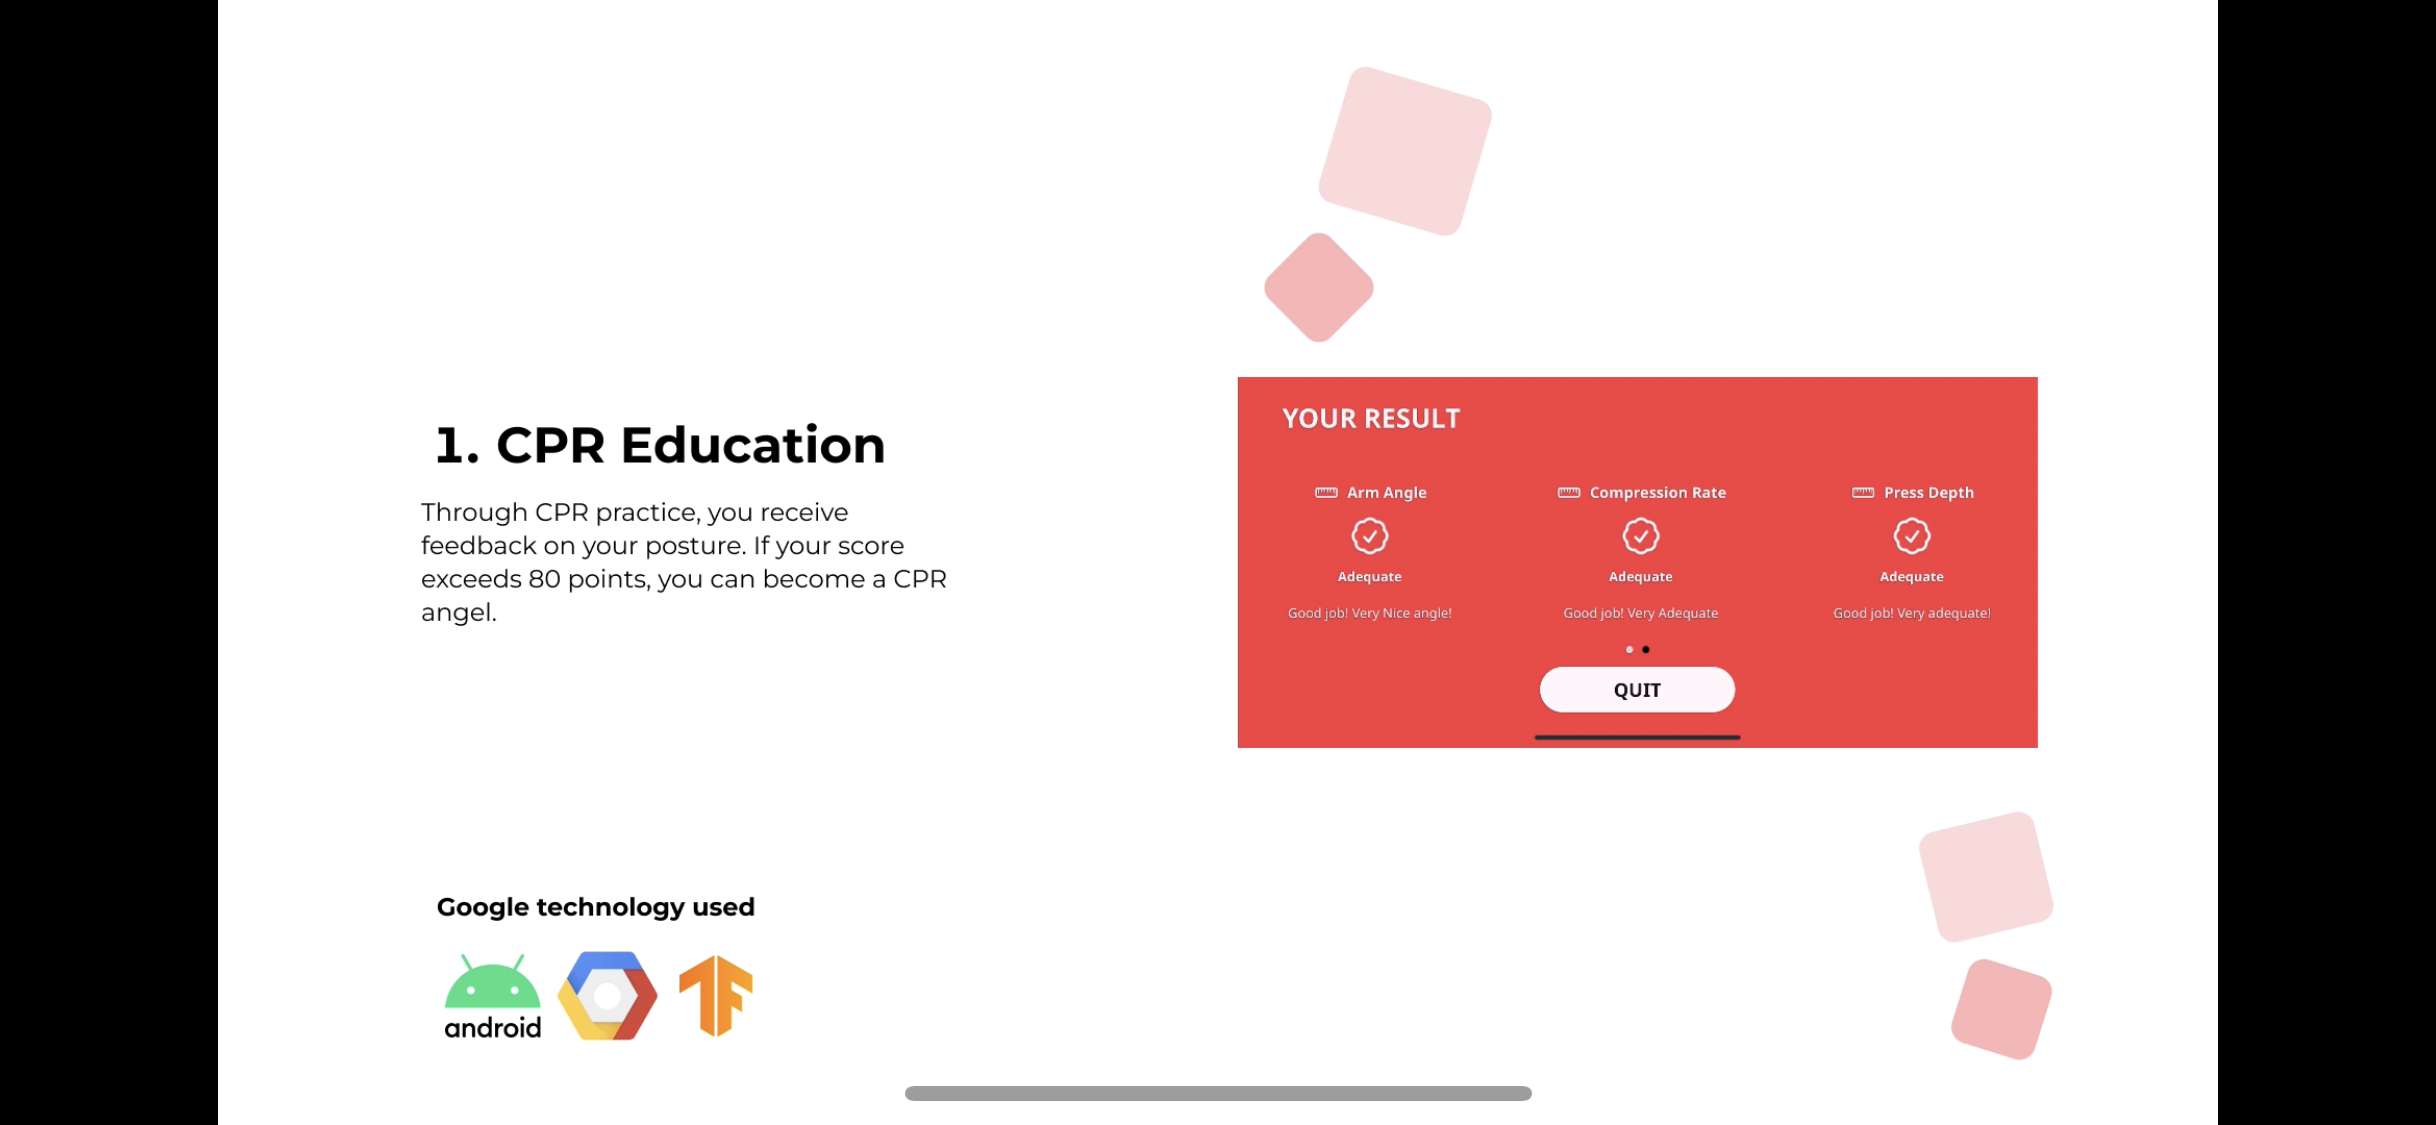 1. CPR Education
Through CPR practice, you receive
feedback on your posture. If your score
exceeds 80 points, you can become a CPR
angel.
YOUR RESULT
Arm Angle
Adequate
Good job! Very Nice angle!
Compression Rate
Adequate
Good job! Very Adequate
Press Depth
Adequate
Good job! Very adequate!
QUIT
Google technology used
android